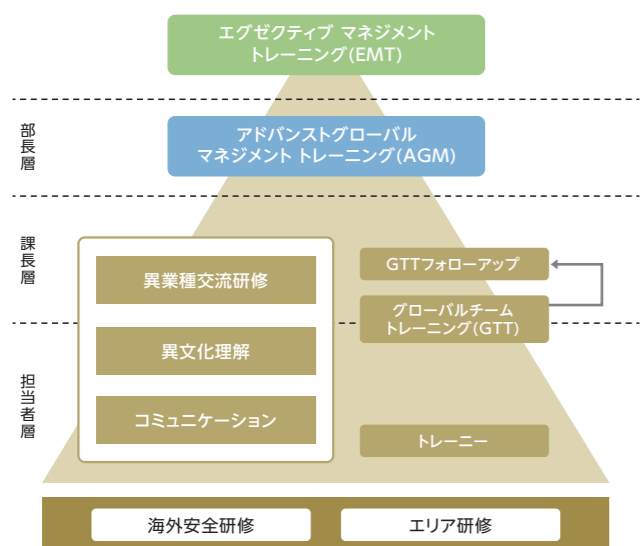 エグゼクティブ マネジメント
トレーニング(EMT)
部長層
アドバンストグローバル
マネジメント トレーニング(AGM)
課長層
異業種交流研修
GTTフォローアップ
グローバルチーム
トレーニング(GTT)
担当者層
異文化理解
コミュニケーション
トレーニー
海外安全研修
エリア研修